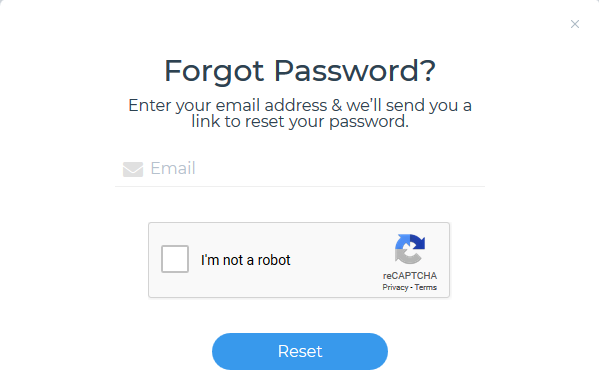 Forgot Password?
Enter your email address & we'll send you a
link to reset your password.
Email
I'm not a robot
reCAPTCHA
Privacy - Terms
Reset